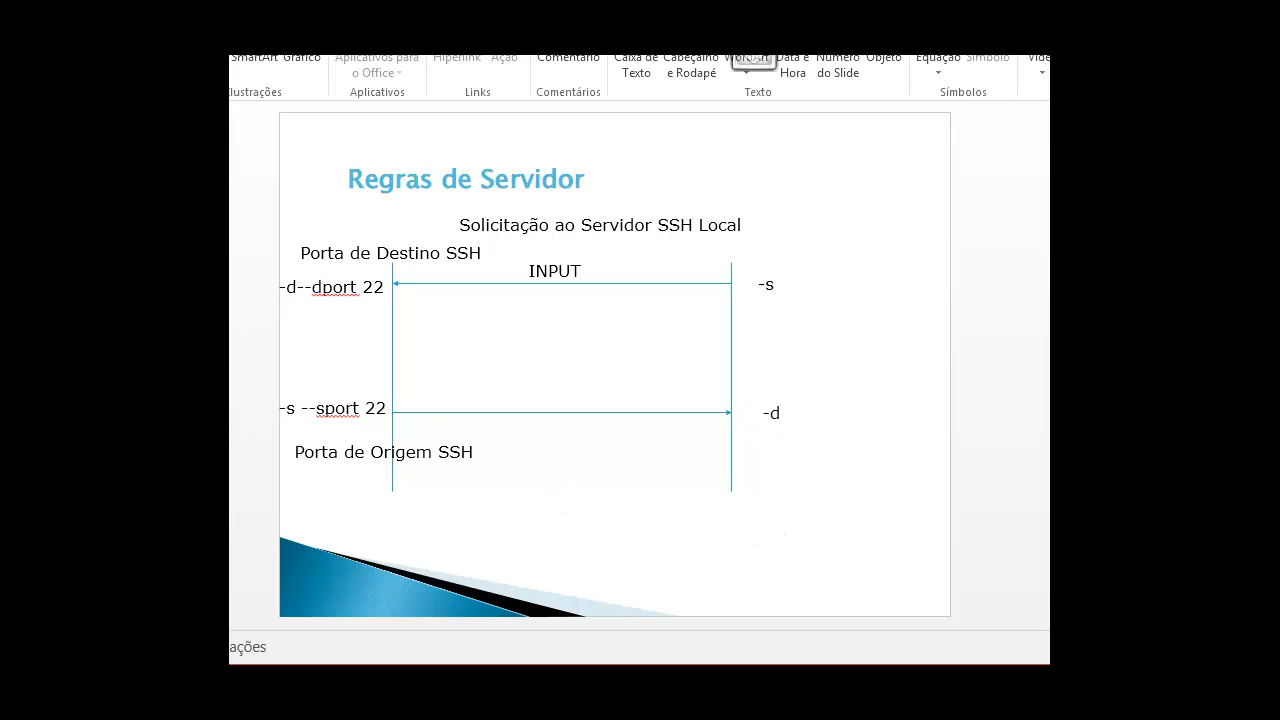 SmartArt Gráfico Aplicativos para Hiperlink Ação Comentário Caixa de Cabeçalho WordArt Data e Número Objeto Equação Símbolo
o Office Texto e Rodapé Hora do Slide
Aplicativos Links Comentários Texto Símbolos
Regras de Servidor
Solicitação ao Servidor SSH Local
Porta de Destino SSH
INPUT
-d--dport 22
-s
-s --sport 22
-d
Porta de Origem SSH